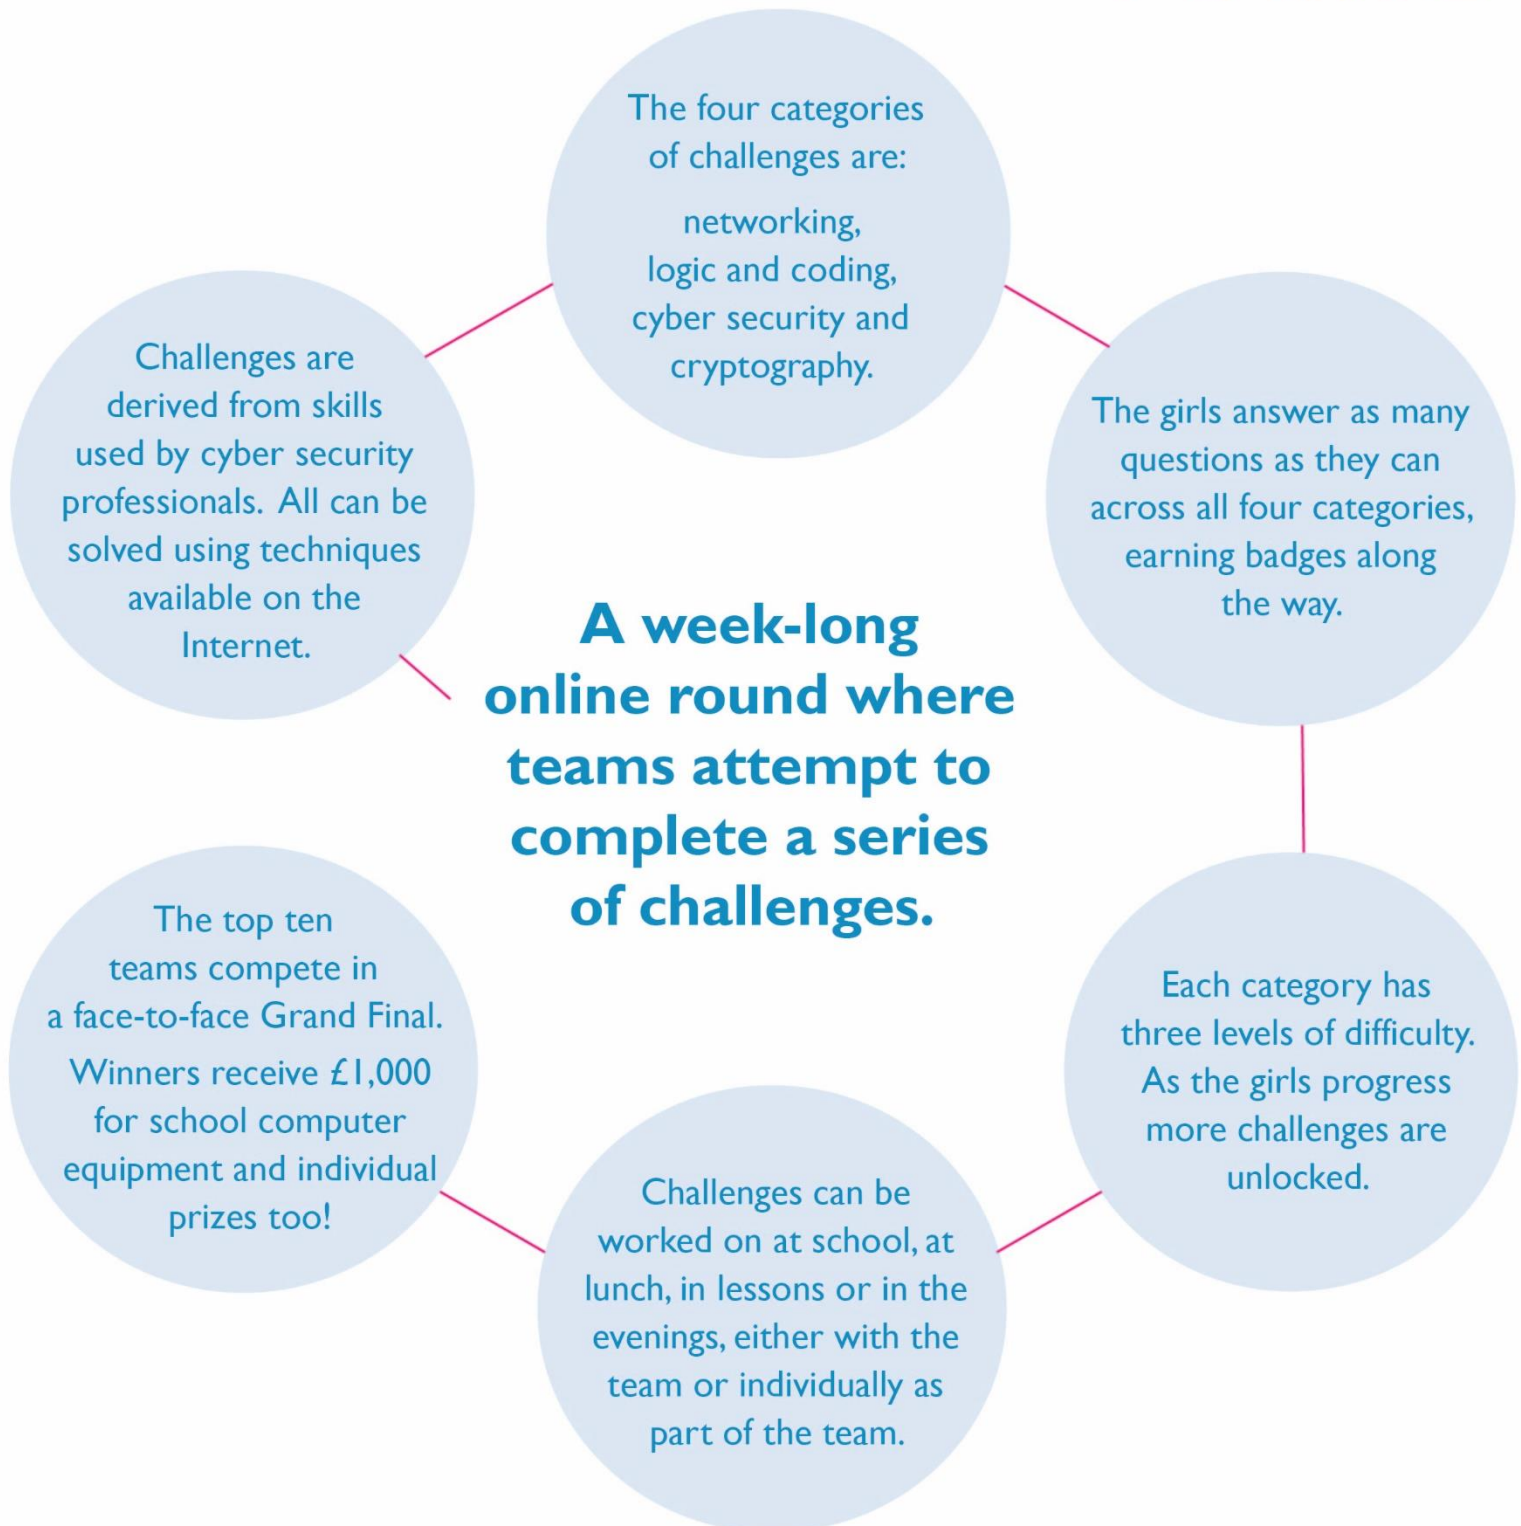 A week-long
online round where
teams attempt to
complete a series
of challenges.
Challenges are
derived from skills
used by cyber security
professionals. All can be
solved using techniques
available on the
Internet.
The four categories
of challenges are:
networking,
logic and coding,
cyber security and
cryptography.
The girls answer as many
questions as they can
across all four categories,
earning badges along
the way.
Each category has
three levels of difficulty.
As the girls progress
more challenges are
unlocked.
Challenges can be
worked on at school, at
lunch, in lessons or in the
evenings, either with the
team or individually as
part of the team.
The top ten
teams compete in
a face-to-face Grand Final.
Winners receive £1,000
for school computer
equipment and individual
prizes too!